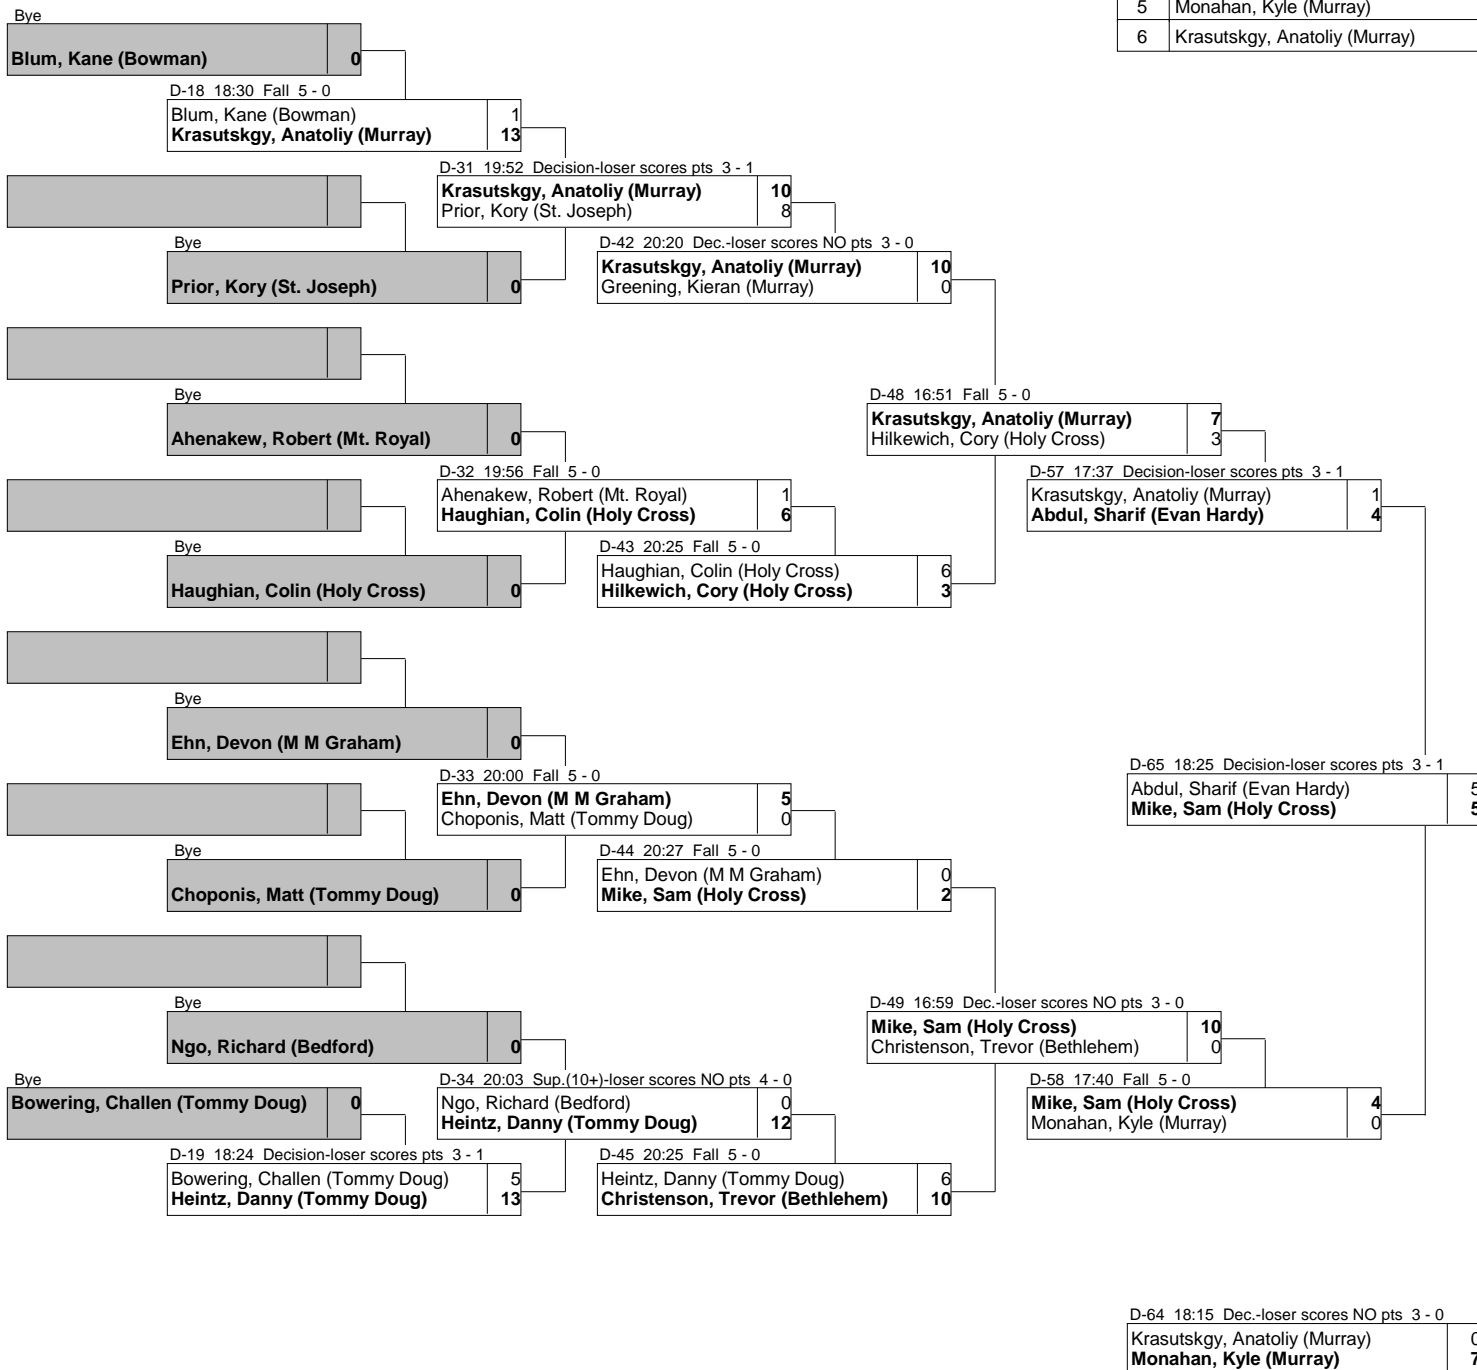 5 Monahan, Kyle (Murray)
6 Krasutskgy, Anatoliy (Murray)
Bye
Blum, Kane (Bowman) 0
D-18 18:30 Fall 5 - 0
Blum, Kane (Bowman) 1
Krasutskgy, Anatoliy (Murray) 13
D-31 19:52 Decision-loser scores pts 3 - 1
Krasutskgy, Anatoliy (Murray) 10
Prior, Kory (St. Joseph) 8
Bye
Prior, Kory (St. Joseph) 0
D-42 20:20 Dec.-loser scores NO pts 3 - 0
Krasutskgy, Anatoliy (Murray) 10
Greening, Kieran (Murray) 0
Bye
Ahenakew, Robert (Mt. Royal) 0
D-48 16:51 Fall 5 - 0
Krasutskgy, Anatoliy (Murray) 7
Hilkewich, Cory (Holy Cross) 3
D-32 19:56 Fall 5 - 0
Ahenakew, Robert (Mt. Royal) 1
Haughian, Colin (Holy Cross) 6
D-57 17:37 Decision-loser scores pts 3 - 1
Krasutskgy, Anatoliy (Murray) 1
Abdul, Sharif (Evan Hardy) 4
Bye
Haughian, Colin (Holy Cross) 0
D-43 20:25 Fall 5 - 0
Haughian, Colin (Holy Cross) 6
Hilkewich, Cory (Holy Cross) 3
Bye
Ehn, Devon (M M Graham) 0
D-33 20:00 Fall 5 - 0
Ehn, Devon (M M Graham) 5
Choponis, Matt (Tommy Doug) 0
D-65 18:25 Decision-loser scores pts 3 - 1
Abdul, Sharif (Evan Hardy) 5
Mike, Sam (Holy Cross) 5
Bye
Choponis, Matt (Tommy Doug) 0
D-44 20:27 Fall 5 - 0
Ehn, Devon (M M Graham) 0
Mike, Sam (Holy Cross) 2
Bye
Ngo, Richard (Bedford) 0
D-49 16:59 Dec.-loser scores NO pts 3 - 0
Mike, Sam (Holy Cross) 10
Christenson, Trevor (Bethlehem) 0
Bye
Bowering, Challen (Tommy Doug) 0
D-34 20:03 Sup.(10+)-loser scores NO pts 4 - 0
Ngo, Richard (Bedford) 0
Heintz, Danny (Tommy Doug) 12
D-58 17:40 Fall 5 - 0
Mike, Sam (Holy Cross) 4
Monahan, Kyle (Murray) 0
D-19 18:24 Decision-loser scores pts 3 - 1
Bowering, Challen (Tommy Doug) 5
Heintz, Danny (Tommy Doug) 13
D-45 20:25 Fall 5 - 0
Heintz, Danny (Tommy Doug) 6
Christenson, Trevor (Bethlehem) 10
D-64 18:15 Dec.-loser scores NO pts 3 - 0
Krasutskgy, Anatoliy (Murray) 0
Monahan, Kyle (Murray) 7